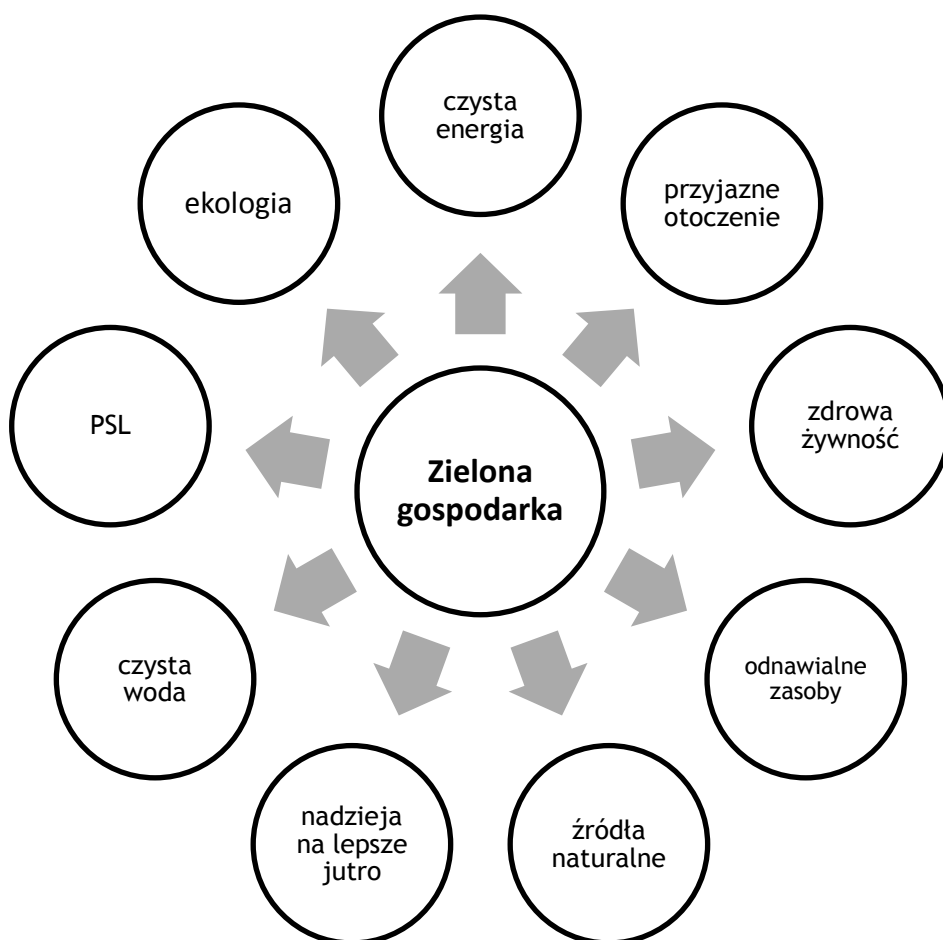 czysta
energia
przyjazne
otoczenie
zdrowa
żywność
odnawialne
zasoby
źródła
naturalne
nadzieja
na lepsze
jutro
czysta
woda
PSL
ekologia
Zielona
gospodarka